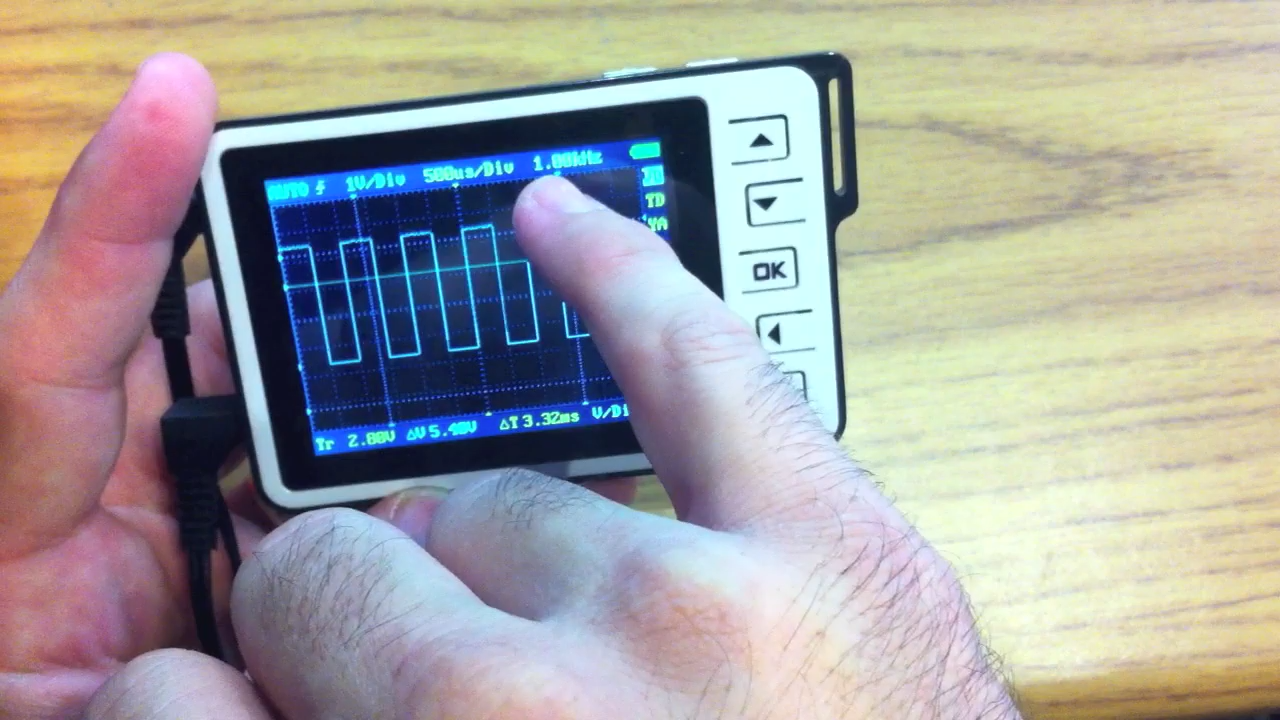 AUTO 1V/Div 500us/Div 1.00kHz
TD
YA
OK
Tr 2.80V ΔV 5.40V ΔT 3.32ms V/Di